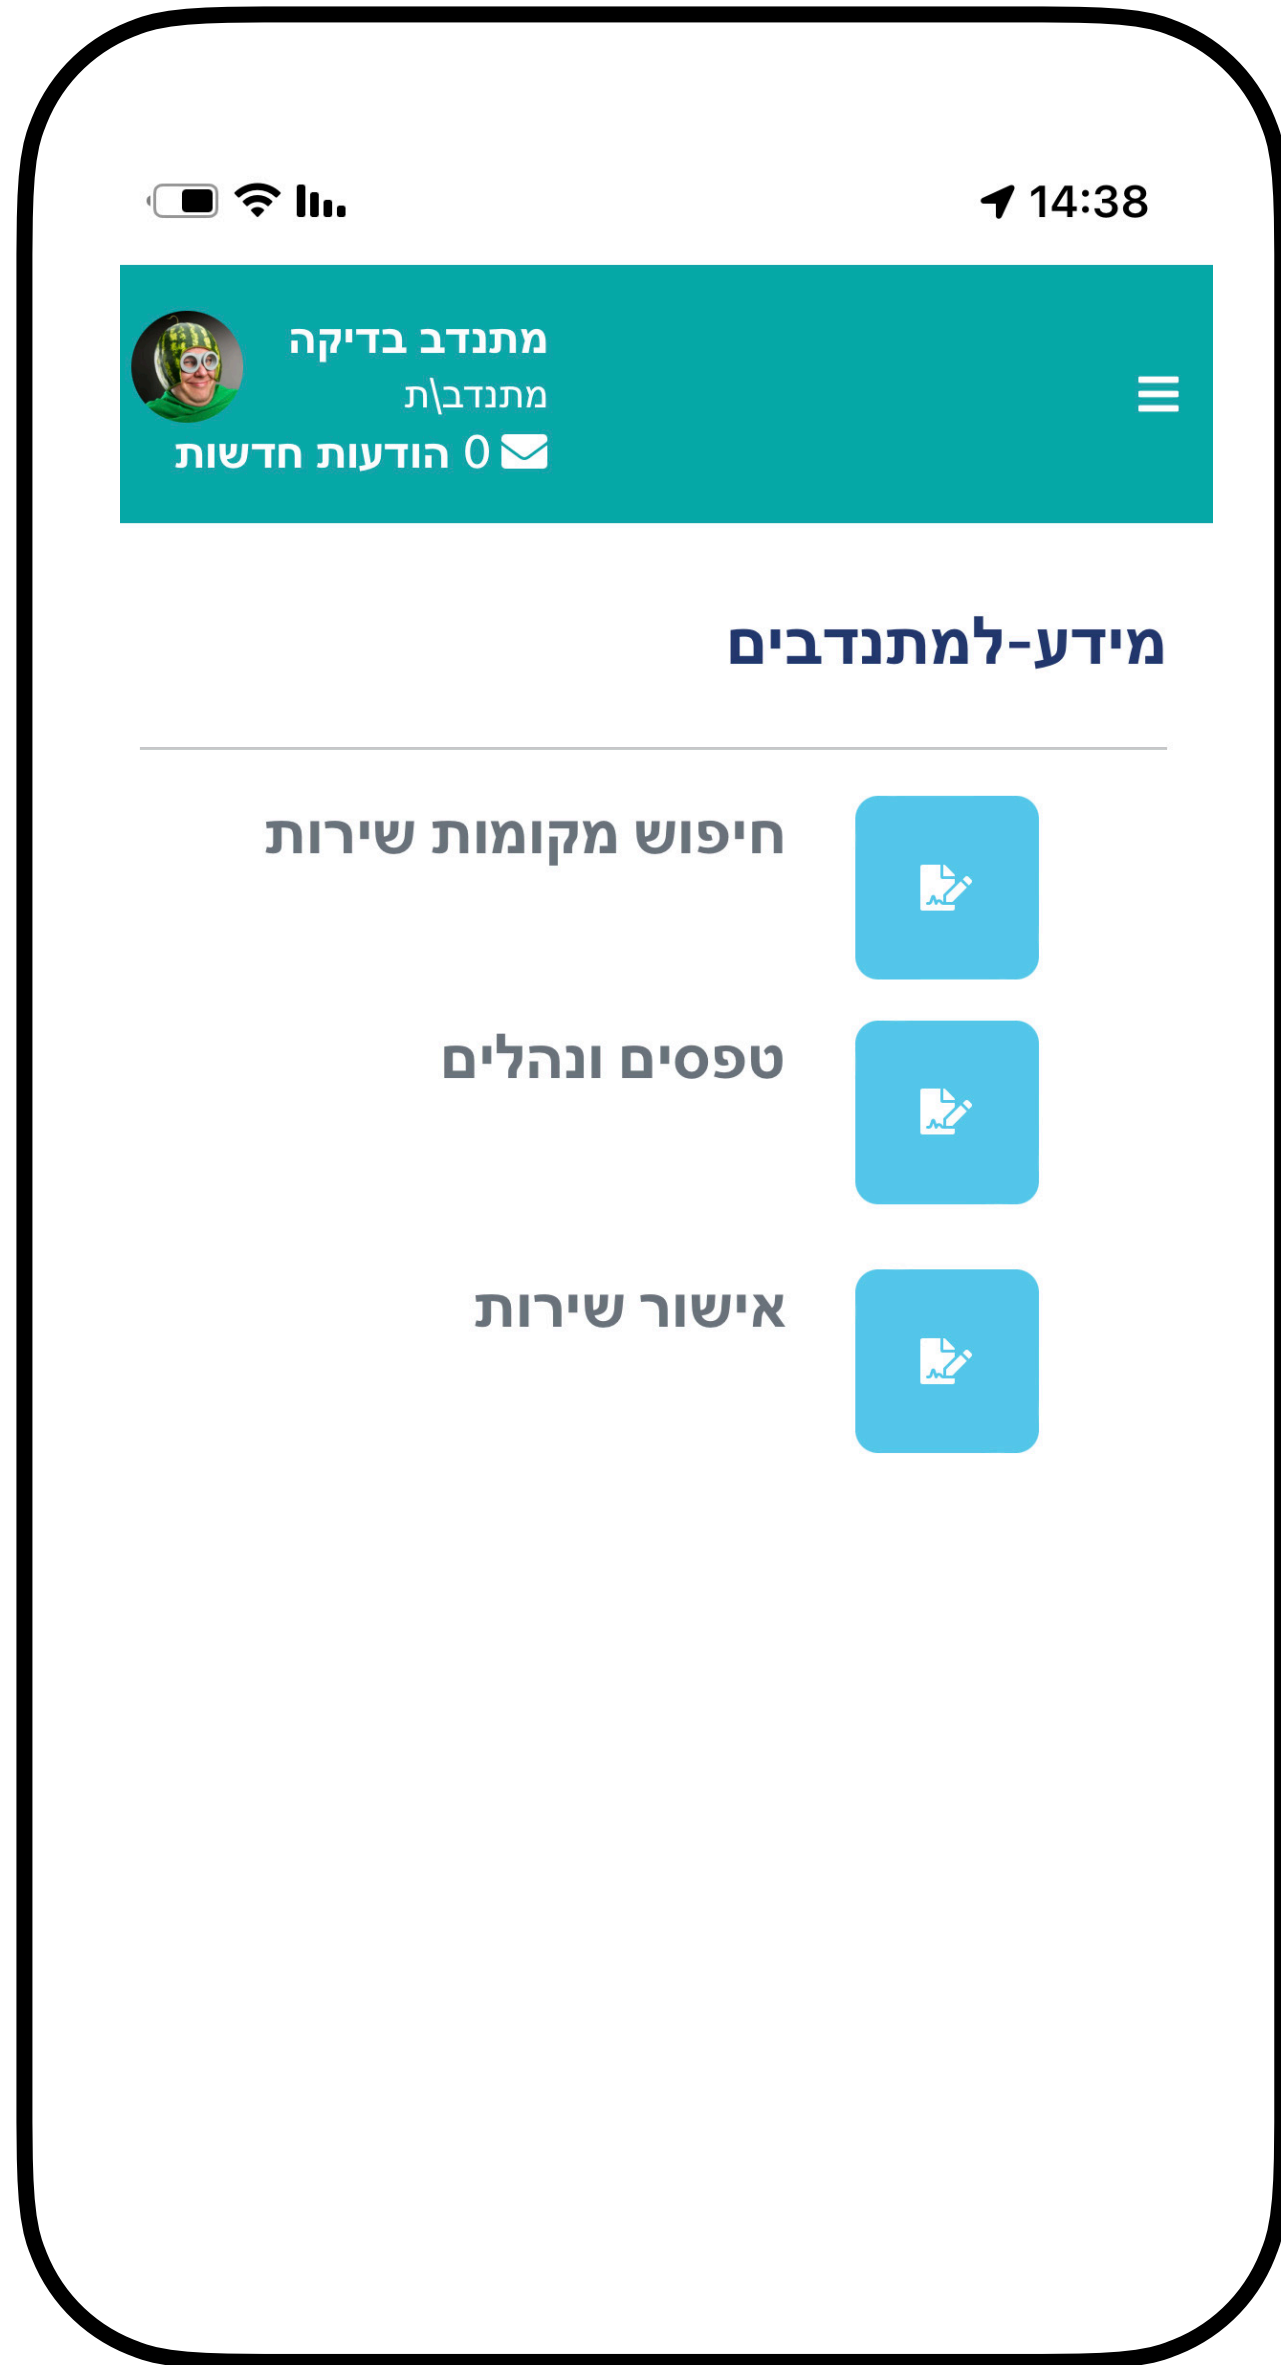 14:38
מתנדב בדיקה
מתנדב\ת
0 הודעות חדשות
מידע-למתנדבים
חיפוש מקומות שירות
טפסים ונהלים
אישור שירות